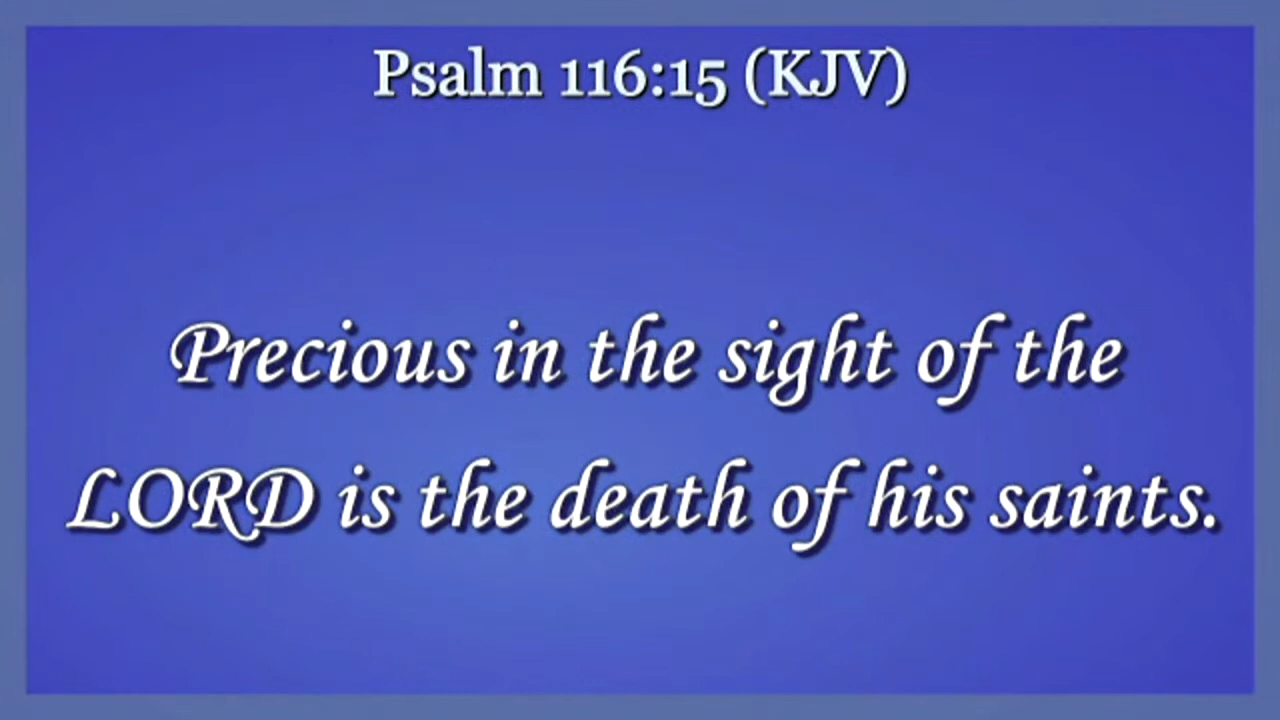 Psalm 116:15 (KJV)
Precious in the sight of the
LORD is the death of his saints.